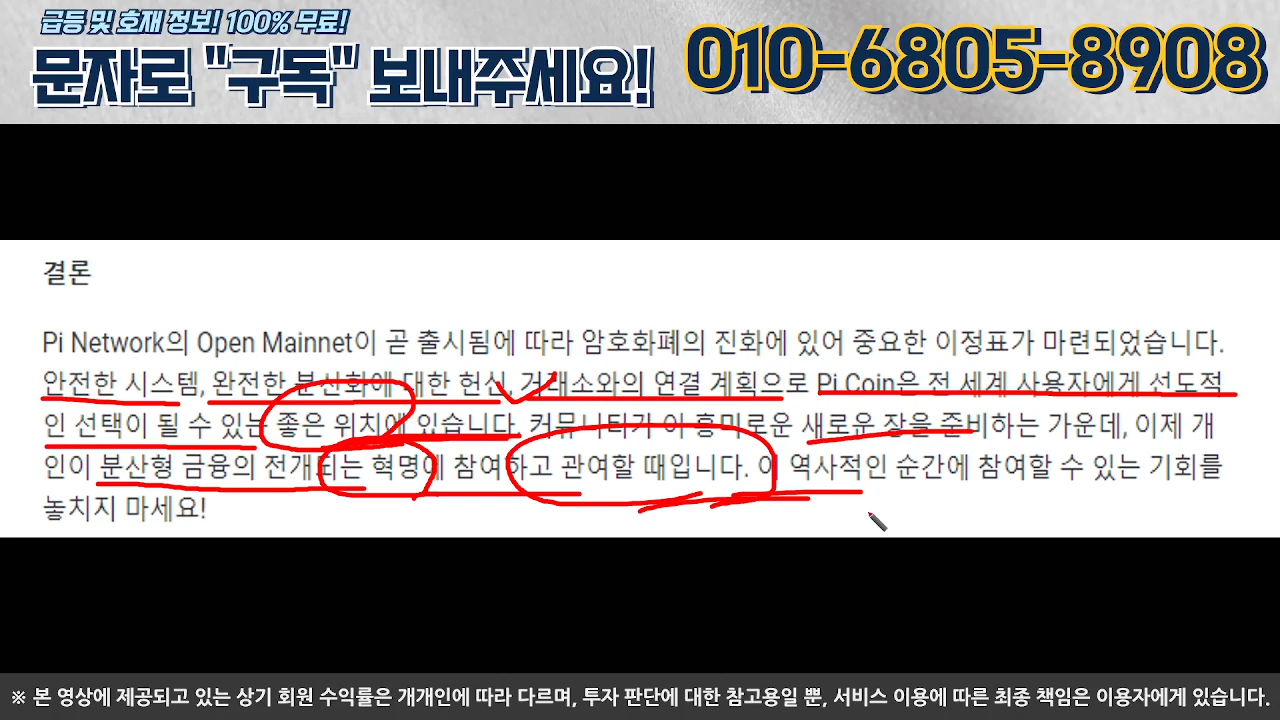 급등 및 호재 정보! 100% 무료!
문자로 "구독" 보내주세요!
010-6805-8908
결론
Pi Network의 Open Mainnet이 곧 출시됨에 따라 암호화폐의 진화에 있어 중요한 이정표가 마련되었습니다.
안전한 시스템, 완전한 분산화에 대한 헌신, 거래소와의 연결 계획으로 Pi Coin은 전 세계 사용자에게 선도적
인 선택이 될 수 있는 좋은 위치에 있습니다. 커뮤니티가 이 흥미로운 새로운 장을 준비하는 가운데, 이제 개
인이 분산형 금융의 전개되는 혁명에 참여하고 관여할 때입니다. 이 역사적인 순간에 참여할 수 있는 기회를
놓치지 마세요!
※ 본 영상에 제공되고 있는 상기 회원 수익률은 개개인에 따라 다르며, 투자 판단에 대한 참고용일 뿐, 서비스 이용에 따른 최종 책임은 이용자에게 있습니다.